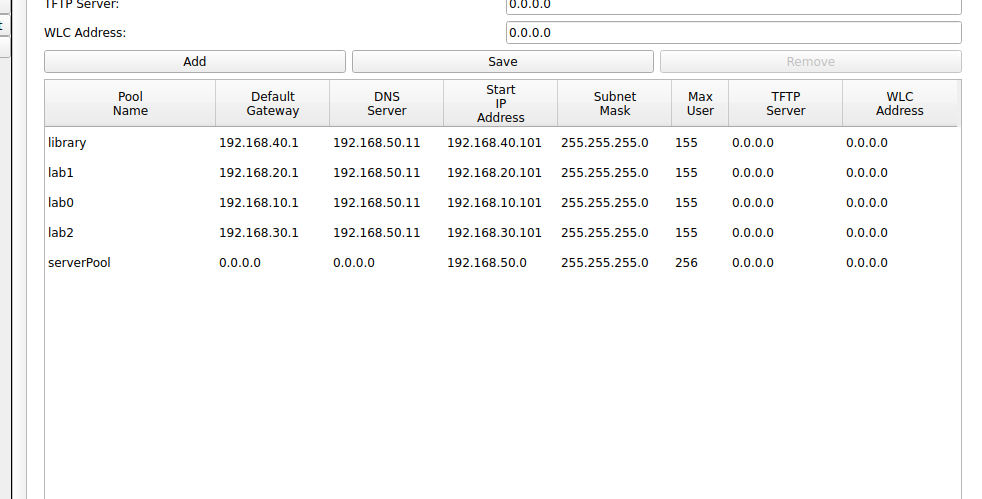 TFTP Server: 0.0.0.0
WLC Address: 0.0.0.0
Add Save Remove
Pool Name Default Gateway DNS Server Start IP Address Subnet Mask Max User TFTP Server WLC Address
library 192.168.40.1 192.168.50.11 192.168.40.101 255.255.255.0 155 0.0.0.0 0.0.0.0
lab1 192.168.20.1 192.168.50.11 192.168.20.101 255.255.255.0 155 0.0.0.0 0.0.0.0
lab0 192.168.10.1 192.168.50.11 192.168.10.101 255.255.255.0 155 0.0.0.0 0.0.0.0
lab2 192.168.30.1 192.168.50.11 192.168.30.101 255.255.255.0 155 0.0.0.0 0.0.0.0
serverPool 0.0.0.0 0.0.0.0 192.168.50.0 255.255.255.0 256 0.0.0.0 0.0.0.0